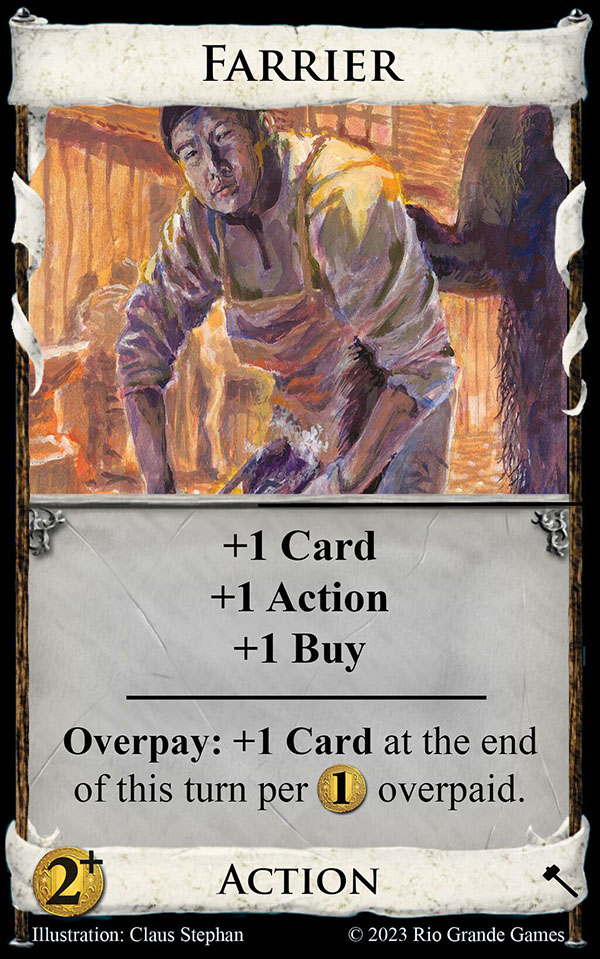 FARRIER
+1 Card
+1 Action
+1 Buy
Overpay: +1 Card at the end
of this turn per 1 overpaid.
2+ ACTION
Illustration: Claus Stephan © 2023 Rio Grande Games